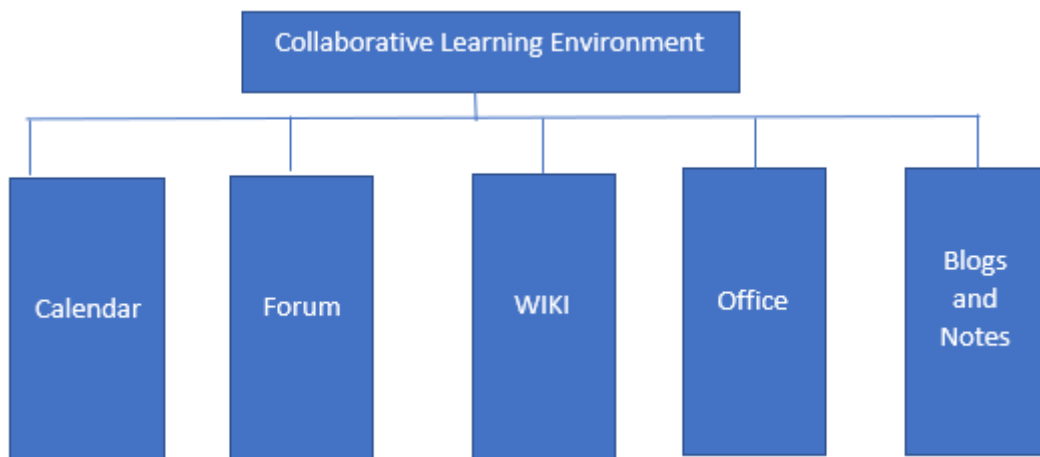 Collaborative Learning Environment
Calendar
Forum
WIKI
Office
Blogs
and
Notes